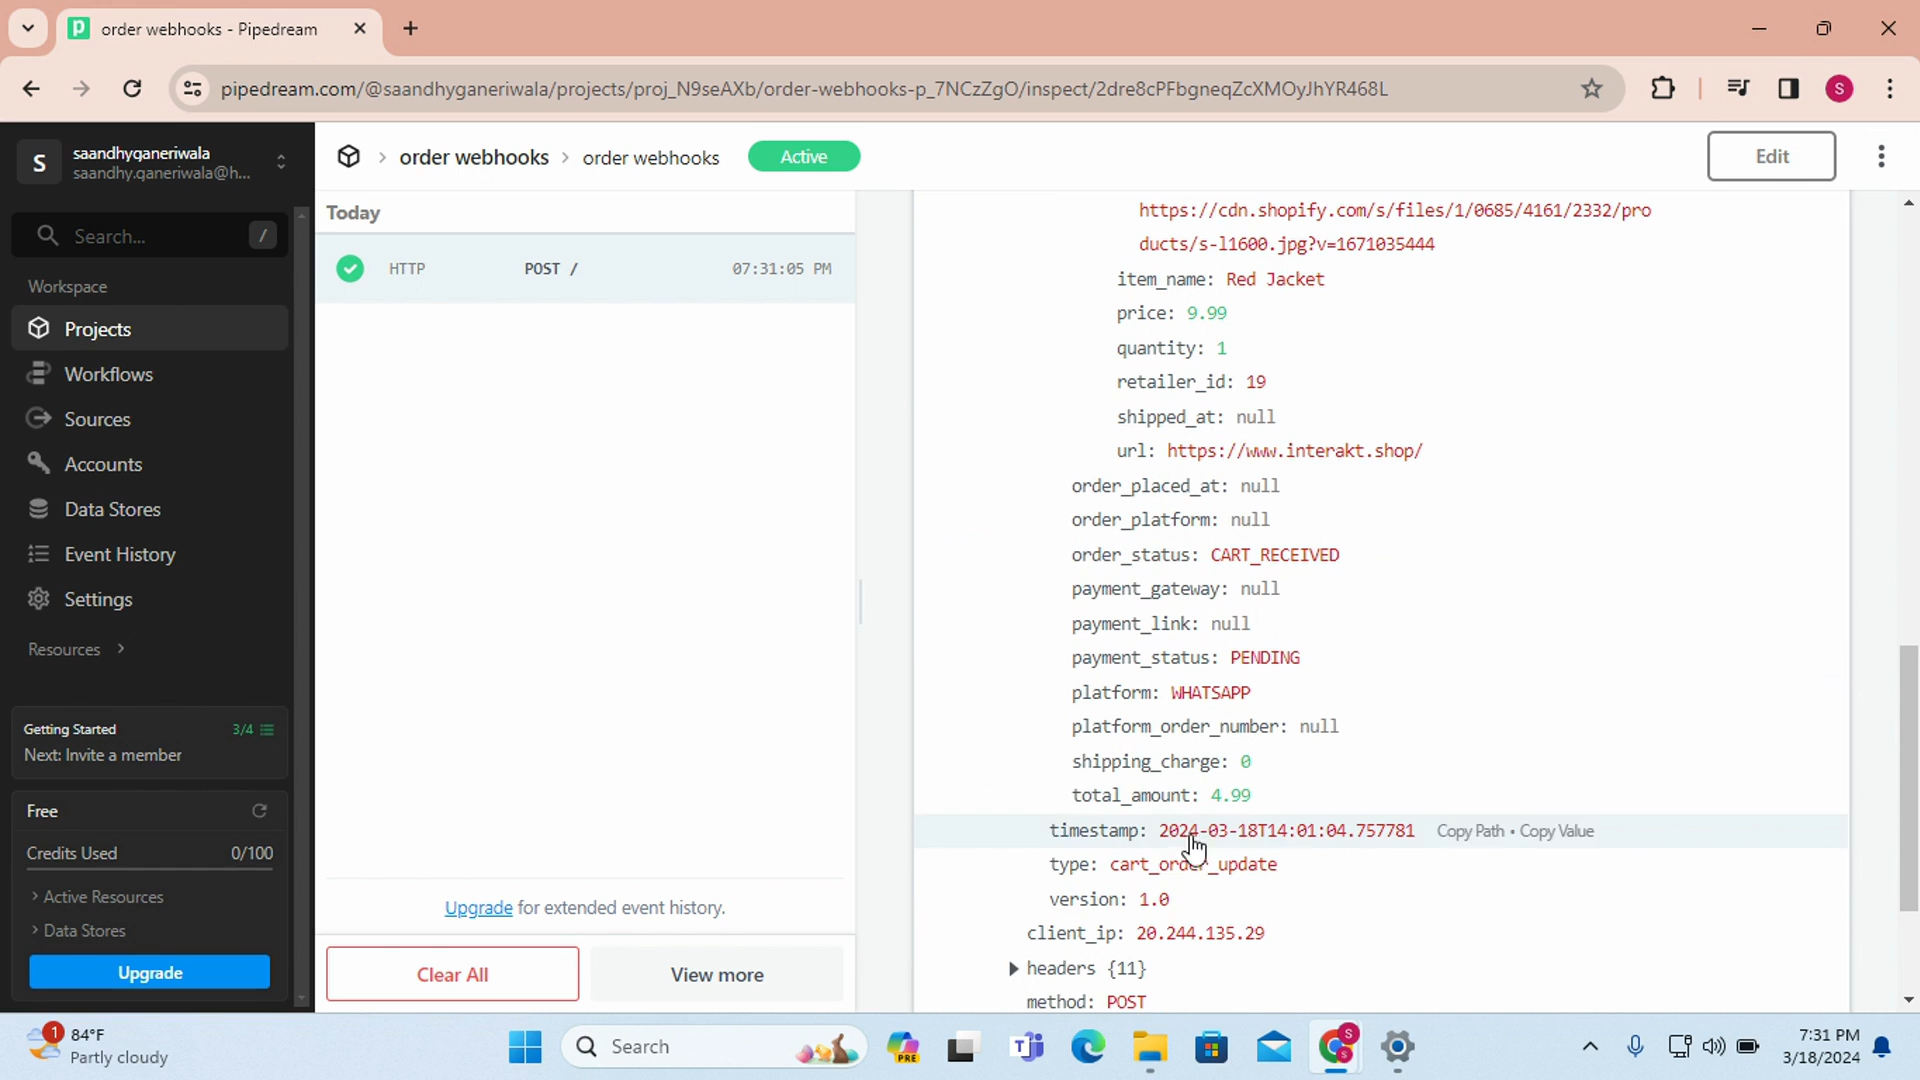 order webhooks - Pipedream
pipedream.com/@saandhyganeriwala/projects/proj_N9seAXb/order-webhooks-p_7NCzZgO/inspect/2dre8cPFbgneqZcXMOyJhYR468L
S
S
saandhyganeriwala
saandhy.ganeriwala@h...
Search...
/
Workspace
Projects
Workflows
Sources
Accounts
Data Stores
Event History
Settings
Resources
Getting Started
3/4
Next: Invite a member
Free
Credits Used
0/100
Active Resources
Data Stores
Upgrade
order webhooks
order webhooks
Active
Edit
Today
HTTP
POST /
07:31:05 PM
Upgrade for extended event history.
Clear All
View more
https://cdn.shopify.com/s/files/1/0685/4161/2332/pro
ducts/s-l1600.jpg?v=1671035444
item_name: Red Jacket
price: 9.99
quantity: 1
retailer_id: 19
shipped_at: null
url: https://www.interakt.shop/
order_placed_at: null
order_platform: null
order_status: CART_RECEIVED
payment_gateway: null
payment_link: null
payment_status: PENDING
platform: WHATSAPP
platform_order_number: null
shipping_charge: 0
total_amount: 4.99
timestamp: 2024-03-18T14:01:04.757781 Copy Path • Copy Value
type: cart_order_update
version: 1.0
client_ip: 20.244.135.29
headers {11}
method: POST
1
84°F
Partly cloudy
Search
PRE
S
S
7:31 PM
3/18/2024